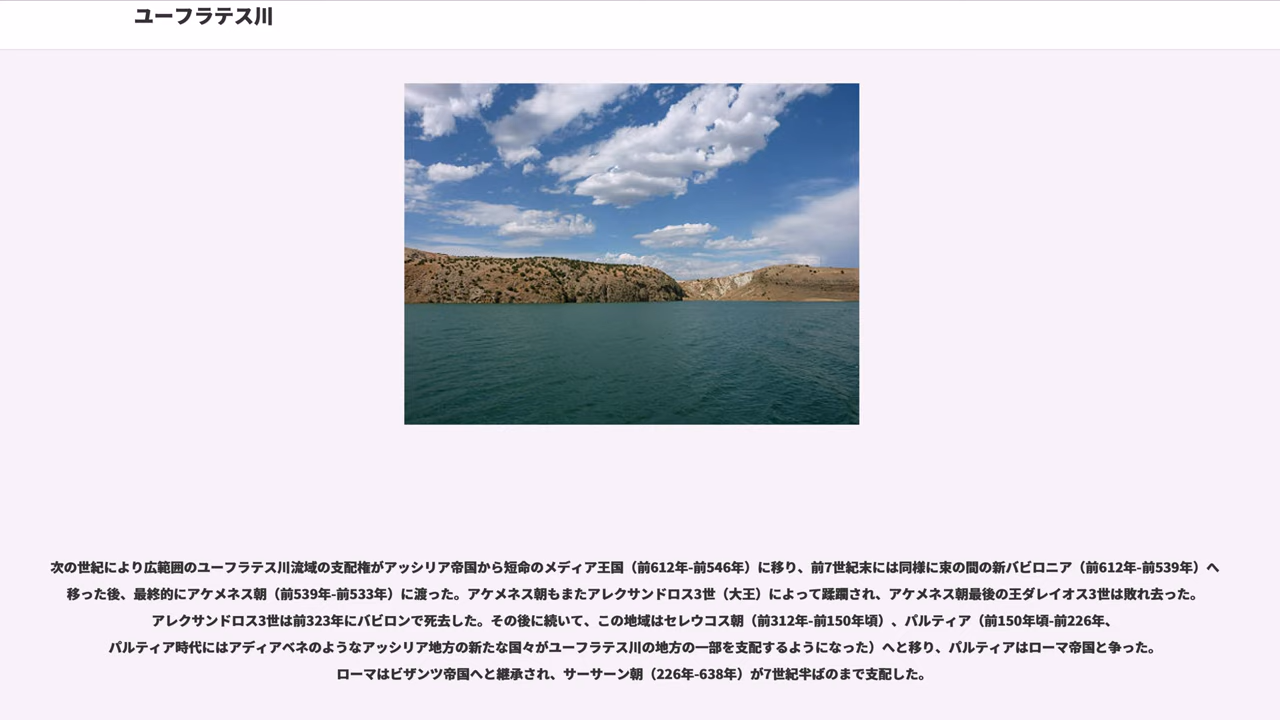 ユーフラテス川
次の世紀により広範囲のユーフラテス川流域の支配権がアッシリア帝国から短命のメディア王国（前612年-前546年）に移り、前7世紀末には同様に束の間の新バビロニア（前612年-前539年）へ
移った後、最終的にアケメネス朝（前539年-前533年）に渡った。アケメネス朝もまたアレクサンドロス3世（大王）によって蹂躙され、アケメネス朝最後の王ダレイオス3世は敗れ去った。
アレクサンドロス3世は前323年にバビロンで死去した。その後に続いて、この地域はセレウコス朝（前312年-前150年頃）、パルティア（前150年頃-前226年、
パルティア時代にはアディアベネのようなアッシリア地方の新たな国々がユーフラテス川の地方の一部を支配するようになった）へと移り、パルティアはローマ帝国と争った。
ローマはビザンツ帝国へと継承され、サーサーン朝（226年-638年）が7世紀半ばのまで支配した。